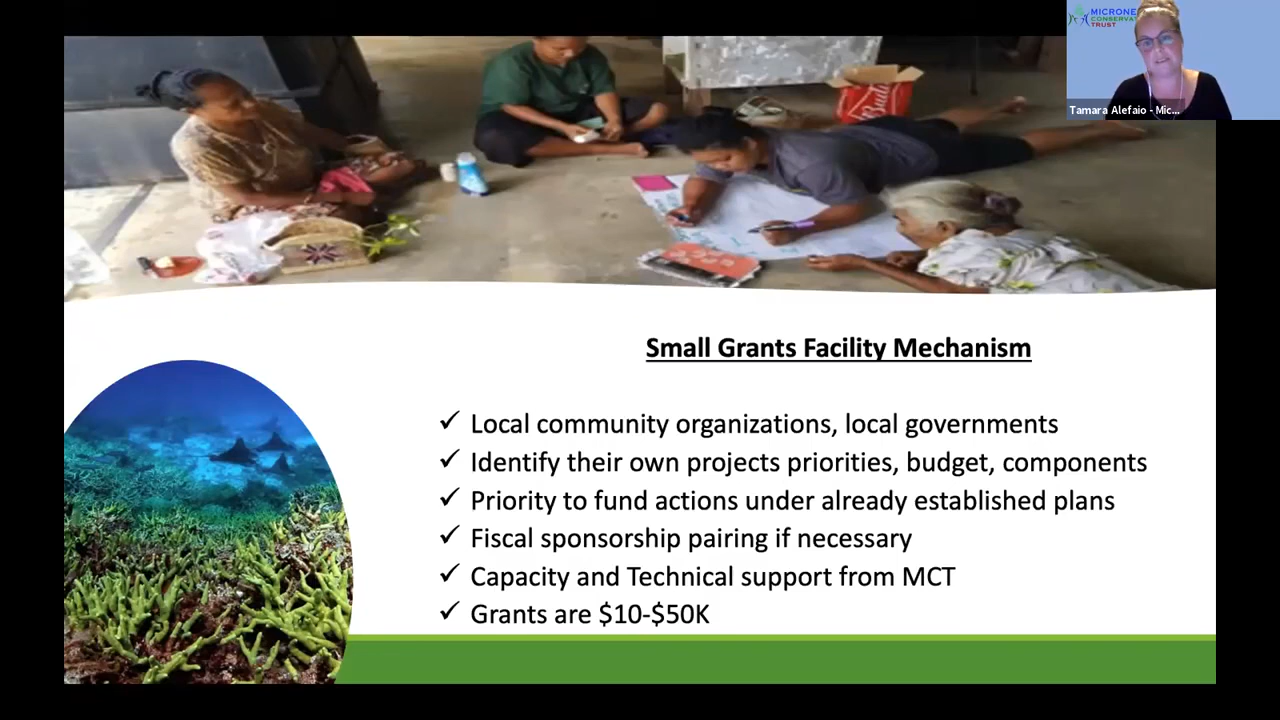 MICRONE
CONSERVAT
TRUST
Tamara Alefaio - Mic...
Small Grants Facility Mechanism
✓ Local community organizations, local governments
✓ Identify their own projects priorities, budget, components
✓ Priority to fund actions under already established plans
✓ Fiscal sponsorship pairing if necessary
✓ Capacity and Technical support from MCT
✓ Grants are $10-$50K